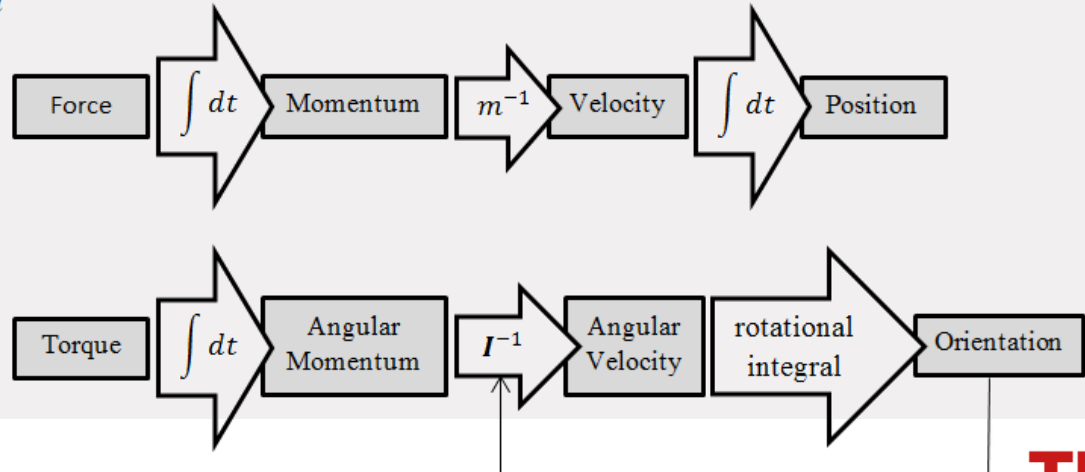 Force
∫ dt
Momentum
m⁻¹
Velocity
∫ dt
Position
Torque
∫ dt
Angular
Momentum
I⁻¹
Angular
Velocity
rotational
integral
Orientation